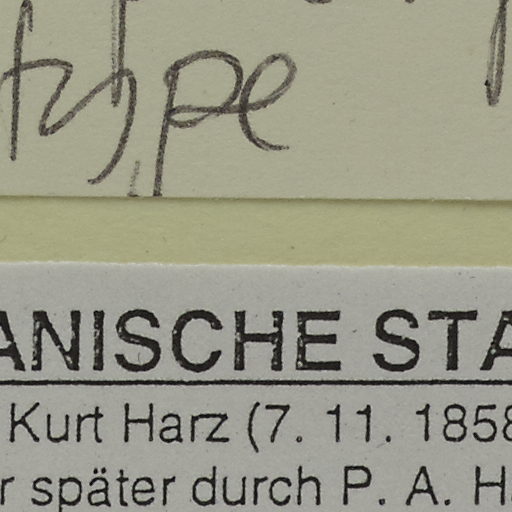 type
ANISCHE STA
Kurt Harz (7. 11. 1858
r später durch P. A. H